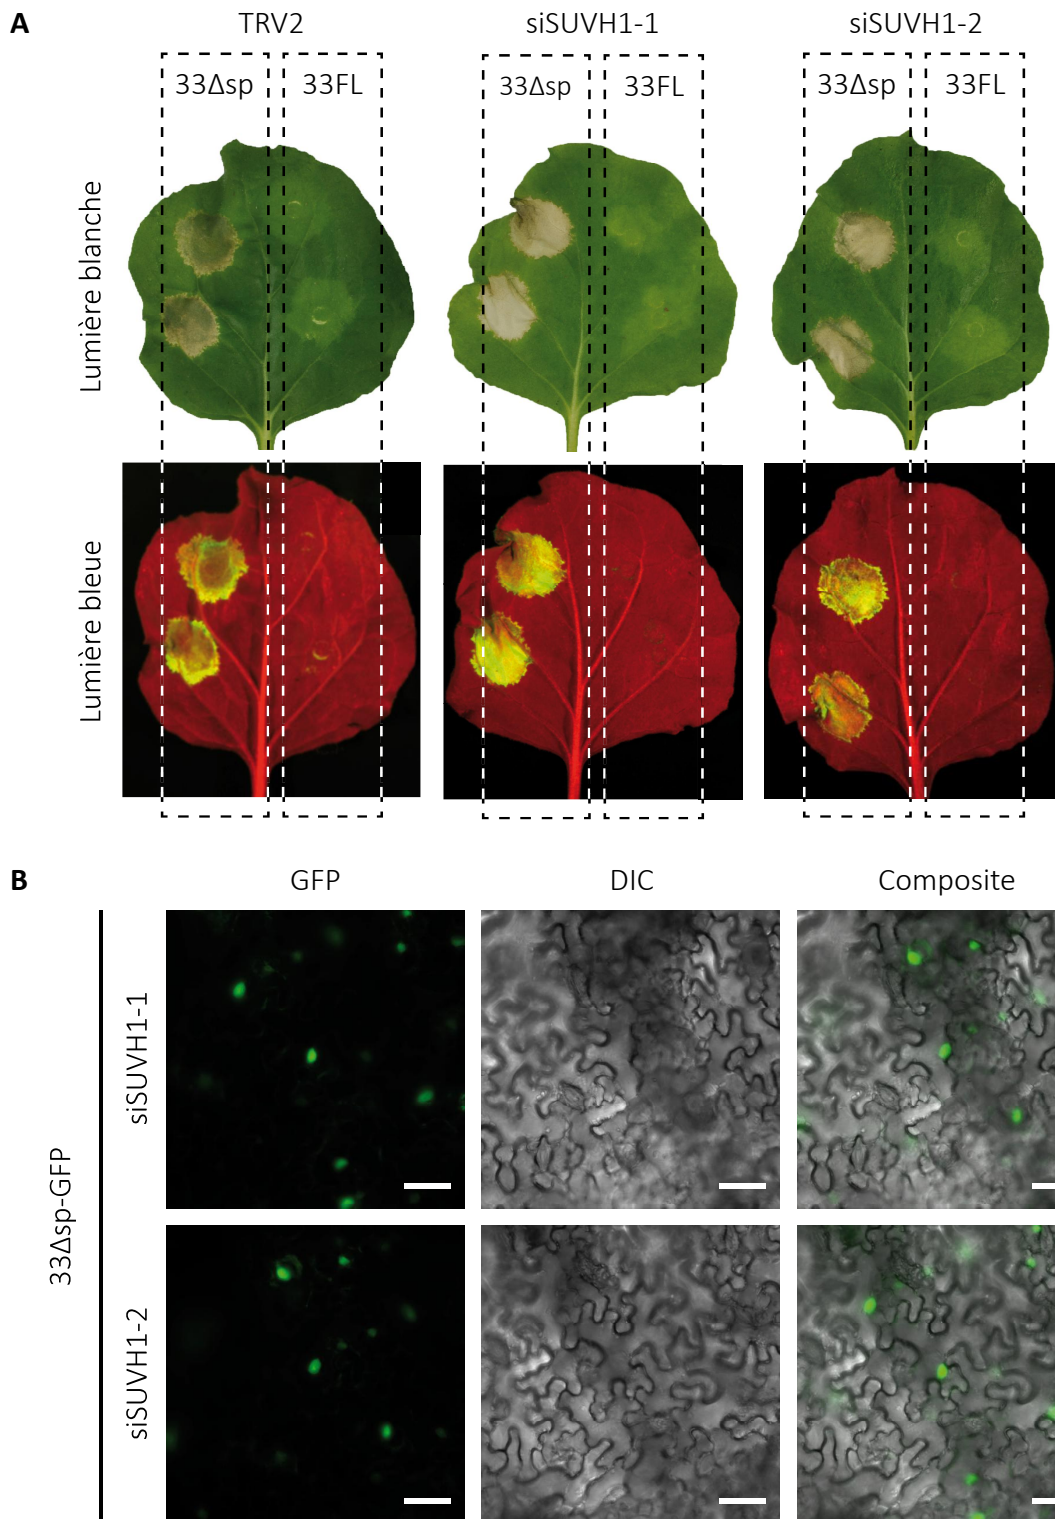 A
TRV2 siSUVH1-1 siSUVH1-2
33Δsp 33FL 33Δsp 33FL 33Δsp 33FL
Lumière blanche
Lumière bleue
B
GFP DIC Composite
33Δsp-GFP
siSUVH1-1
siSUVH1-2